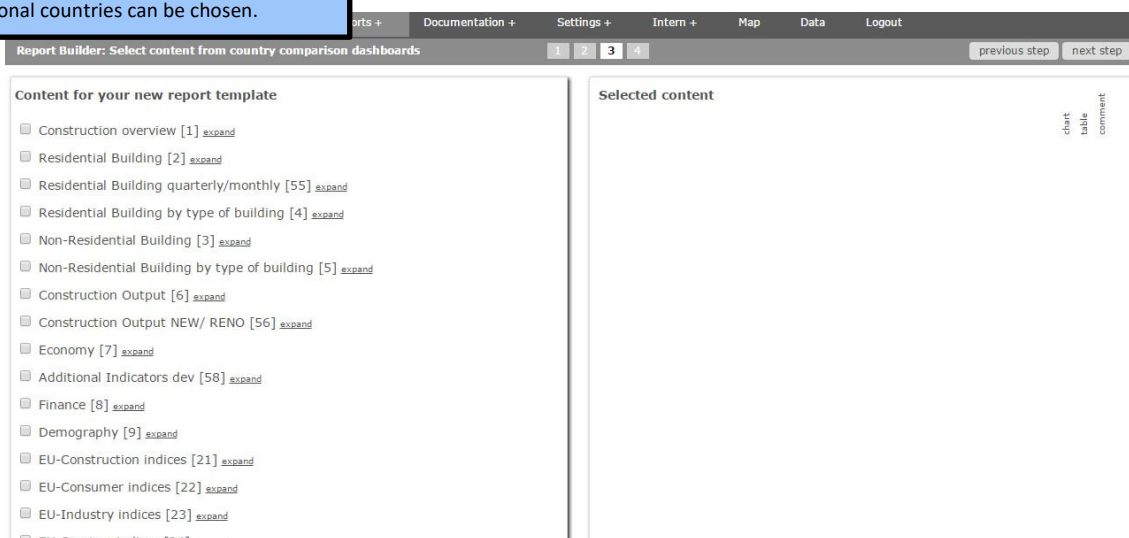 onal countries can be chosen.
orts + Documentation + Settings + Intern + Map Data Logout
Report Builder: Select content from country comparison dashboards 1 2 3 4 previous step next step
Content for your new report template
Construction overview [1] expand
Residential Building [2] expand
Residential Building quarterly/monthly [55] expand
Residential Building by type of building [4] expand
Non-Residential Building [3] expand
Non-Residential Building by type of building [5] expand
Construction Output [6] expand
Construction Output NEW/ RENO [56] expand
Economy [7] expand
Additional Indicators dev [58] expand
Finance [8] expand
Demography [9] expand
EU-Construction indices [21] expand
EU-Consumer indices [22] expand
EU-Industry indices [23] expand
Selected content
chart
table
comment